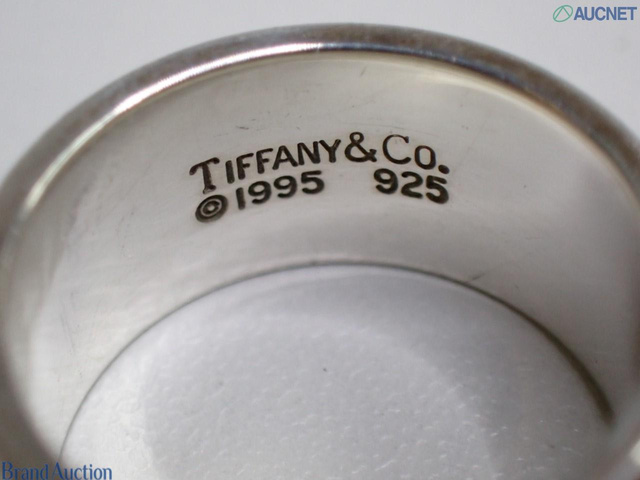 AUCNET
TIFFANY&CO.
©1995 925
Brand Auction